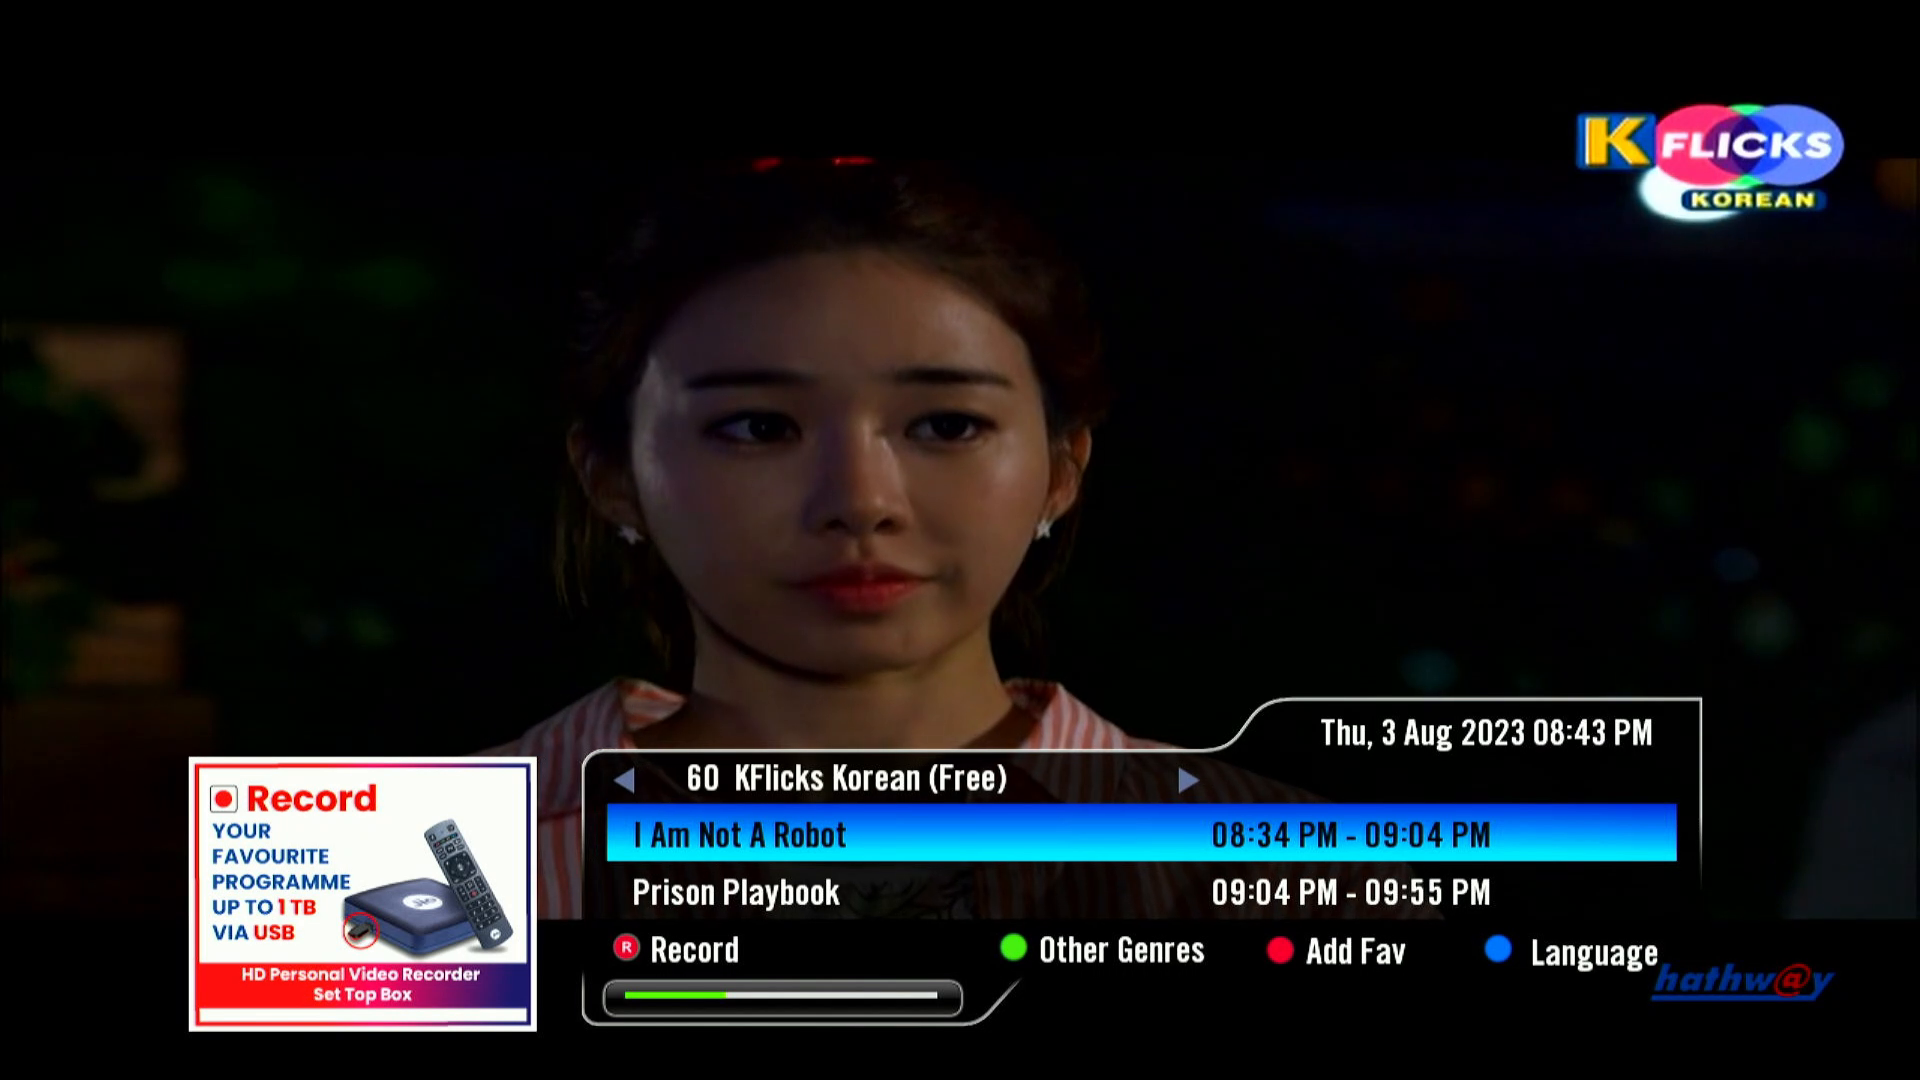 K FLICKS
KOREAN
Thu, 3 Aug 2023 08:43 PM
60 KFlicks Korean (Free)
I Am Not A Robot 08:34 PM - 09:04 PM
Prison Playbook 09:04 PM - 09:55 PM
R Record Other Genres Add Fav Language
hathw@y
Record
YOUR
FAVOURITE
PROGRAMME
UP TO 1 TB
VIA USB
Jio
HD Personal Video Recorder
Set Top Box